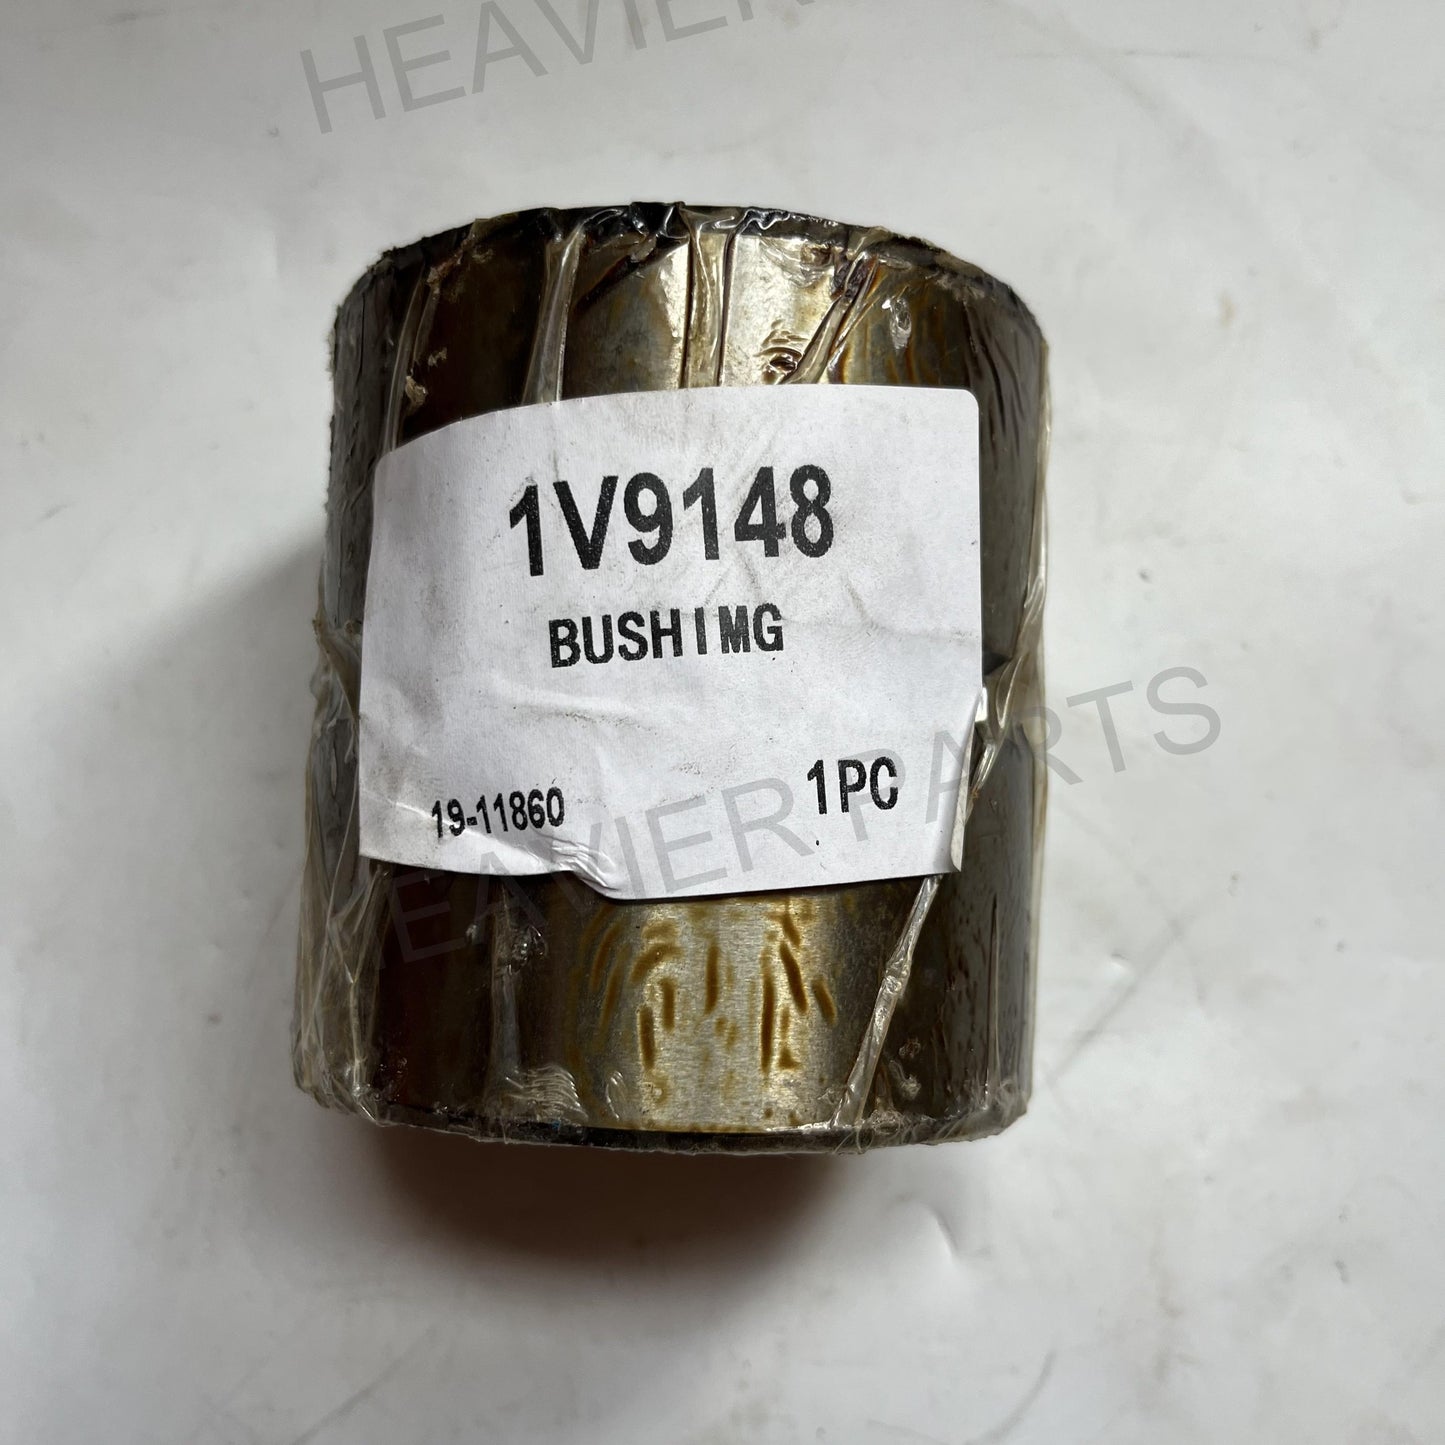 HEAVIER
1V9148
BUSHIMG
19-11860
1PC
HEAVIER PARTS